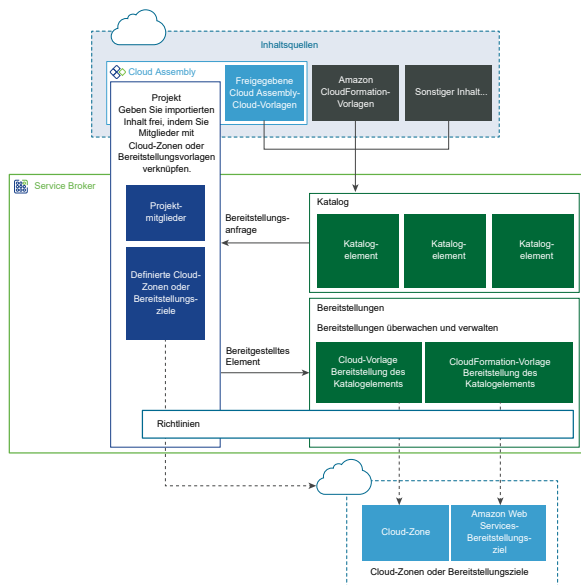 Inhaltsquellen
Cloud Assembly
Projekt
Geben Sie importierten
Inhalt frei, indem Sie
Mitglieder mit
Cloud-Zonen oder
Bereitstellungsvorlagen
verknüpfen.
Freigegebene
Cloud Assembly-
Cloud-Vorlagen
Amazon
CloudFormation-
Vorlagen
Sonstiger Inhalt...
Service Broker
Projekt-
mitglieder
Definierte Cloud-
Zonen oder
Bereitstellungs-
ziele
Bereitstellungs-
anfrage
Bereitgestelltes
Element
Katalog
Katalog-
element
Katalog-
element
Katalog-
element
Bereitstellungen
Bereitstellungen überwachen und verwalten
Cloud-Vorlage
Bereitstellung des
Katalogelements
CloudFormation-Vorlage
Bereitstellung des
Katalogelements
Richtlinien
Cloud-Zone
Amazon Web
Services-
Bereitstellungs-
ziel
Cloud-Zonen oder Bereitstellungsziele